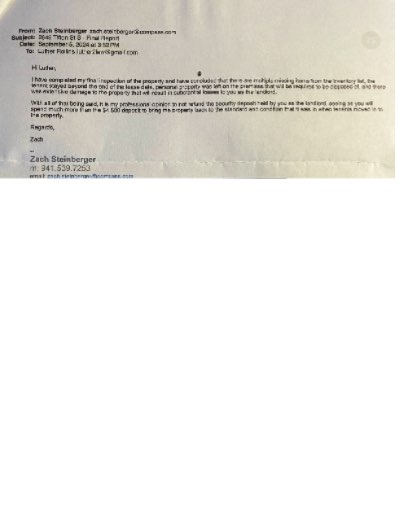 From: Zach Steinberger zach.steinberger@compass.com
Subject: Tifton St S - Final Report
Date: September 5, 2024 at 3:52 PM
To: Luther Rollins
Hi Luther,
I have completed my final inspection of the property and have concluded that there are multiple missing items from the inventory list, the
tenant stayed beyond the end of the lease date, personal property was left on the premises that will be required to be disposed of, and there
was extensive damage to the property that will result in substantial losses to you as the landlord.
With all of that being said, it is my professional opinion to not refund the security deposit held by you as the landlord, seeing as you will
spend much more than the $4,500 deposit to bring the property back to the standard and condition that it was in when tenants moved in to
the property.
Regards,
Zach
--
Zach Steinberger
m: 941.539.7253
email: zach.steinberger@compass.com